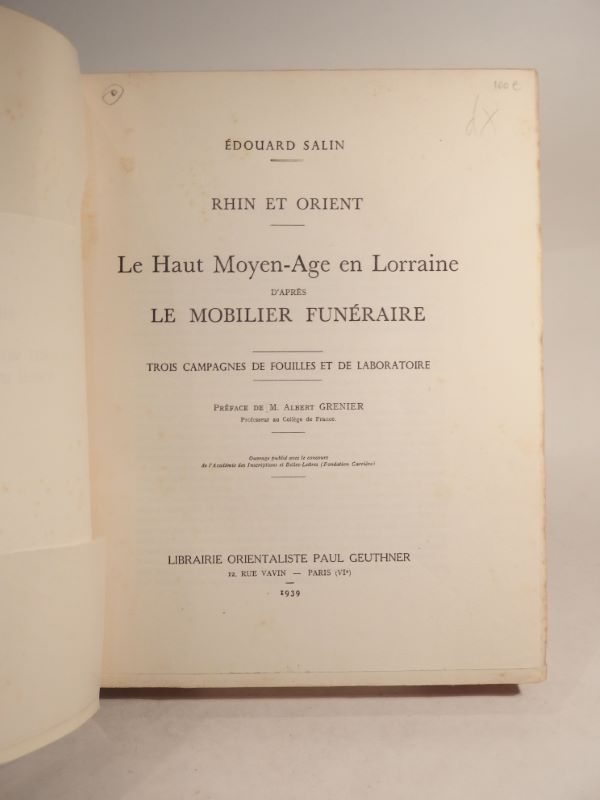 100 €
dx
ÉDOUARD SALIN
RHIN ET ORIENT
Le Haut Moyen-Age en Lorraine
D'APRÈS
LE MOBILIER FUNÉRAIRE
TROIS CAMPAGNES DE FOUILLES ET DE LABORATOIRE
PRÉFACE DE M. ALBERT GRENIER
Professeur au Collège de France.
Ouvrage publié avec le concours
de l'Académie des Inscriptions et Belles-Lettres (Fondation Carrière)
LIBRAIRIE ORIENTALISTE PAUL GEUTHNER
12, RUE VAVIN — PARIS (VIe)
1939